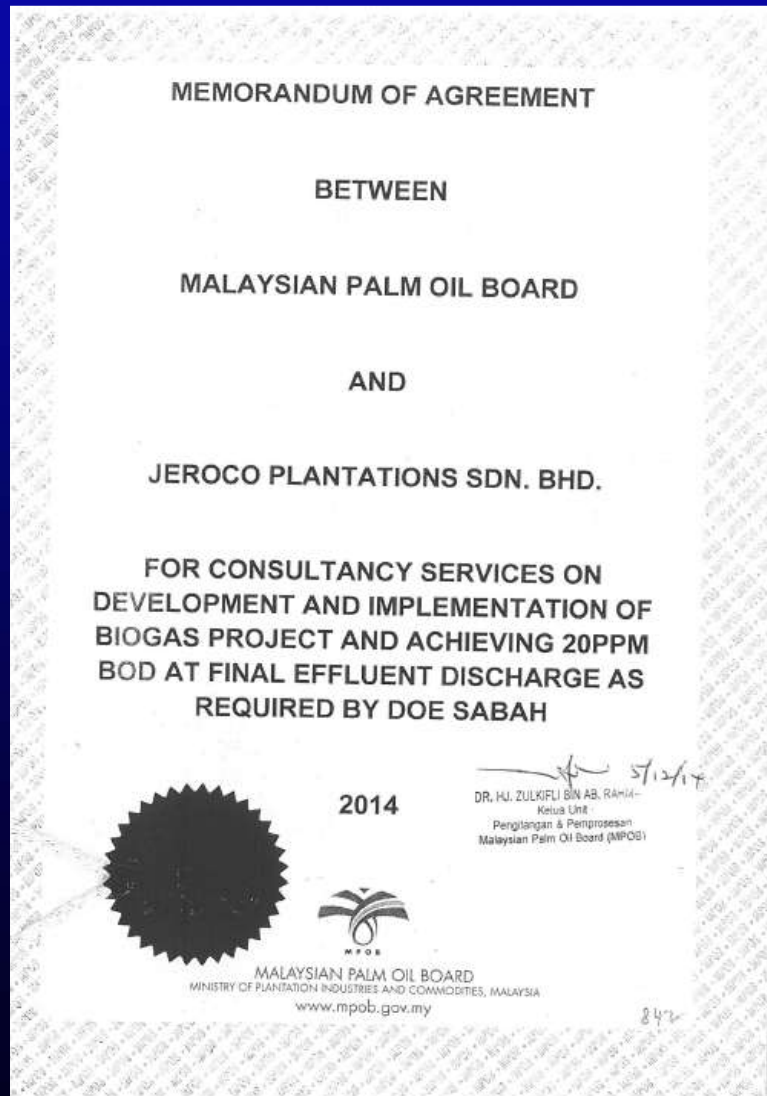 MEMORANDUM OF AGREEMENT
BETWEEN
MALAYSIAN PALM OIL BOARD
AND
JEROCO PLANTATIONS SDN. BHD.
FOR CONSULTANCY SERVICES ON
DEVELOPMENT AND IMPLEMENTATION OF
BIOGAS PROJECT AND ACHIEVING 20PPM
BOD AT FINAL EFFLUENT DISCHARGE AS
REQUIRED BY DOE SABAH
5/12/14
2014
DR. HJ. ZULKIFLI BIN AB. RAHIM
Ketua Unit
Pengilangan & Pemprosesan
Malaysian Palm Oil Board (MPOB)
MPOB
MALAYSIAN PALM OIL BOARD
MINISTRY OF PLANTATION INDUSTRIES AND COMMODITIES, MALAYSIA
www.mpob.gov.my